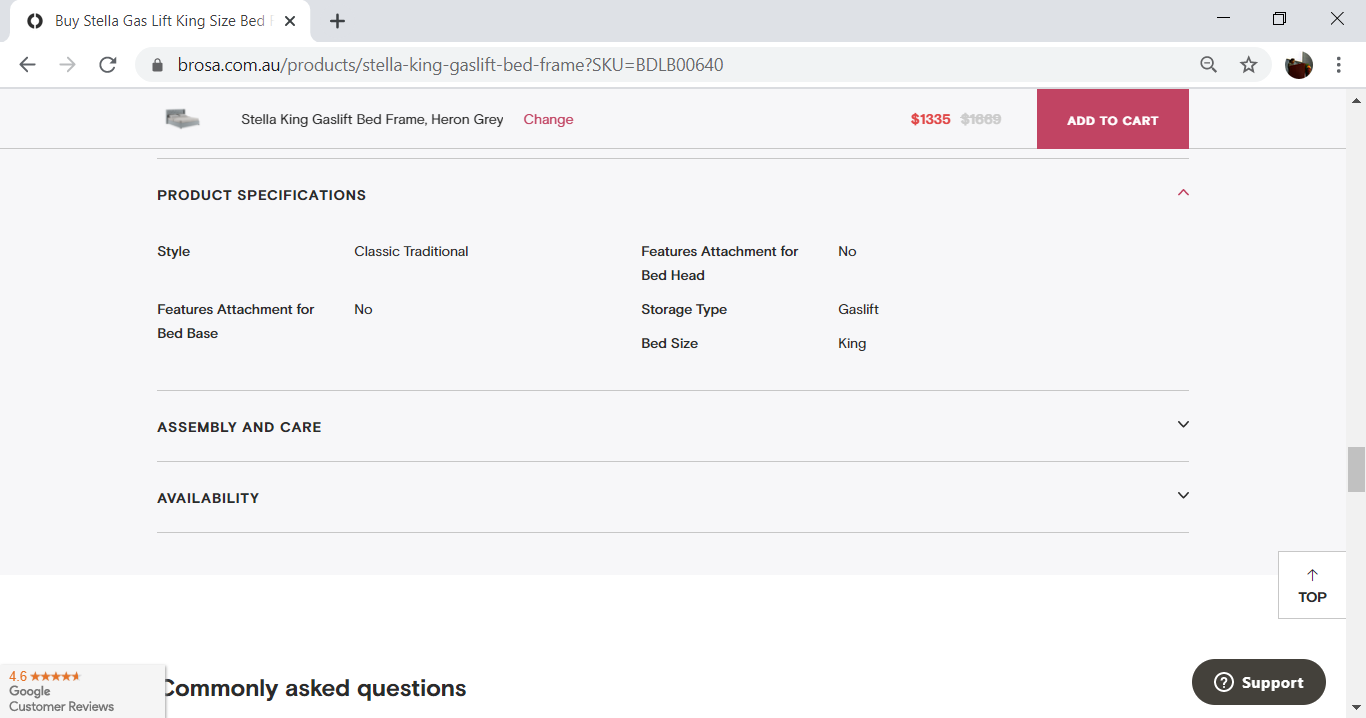 Buy Stella Gas Lift King Size Bed
brosa.com.au/products/stella-king-gaslift-bed-frame?SKU=BDLB00640
Stella King Gaslift Bed Frame, Heron Grey Change $1335 $1669 ADD TO CART
PRODUCT SPECIFICATIONS
Style Classic Traditional Features Attachment for No
Bed Head
Features Attachment for No Storage Type Gaslift
Bed Base
Bed Size King
ASSEMBLY AND CARE
AVAILABILITY
TOP
4.6
Google
Customer Reviews
Commonly asked questions
Support